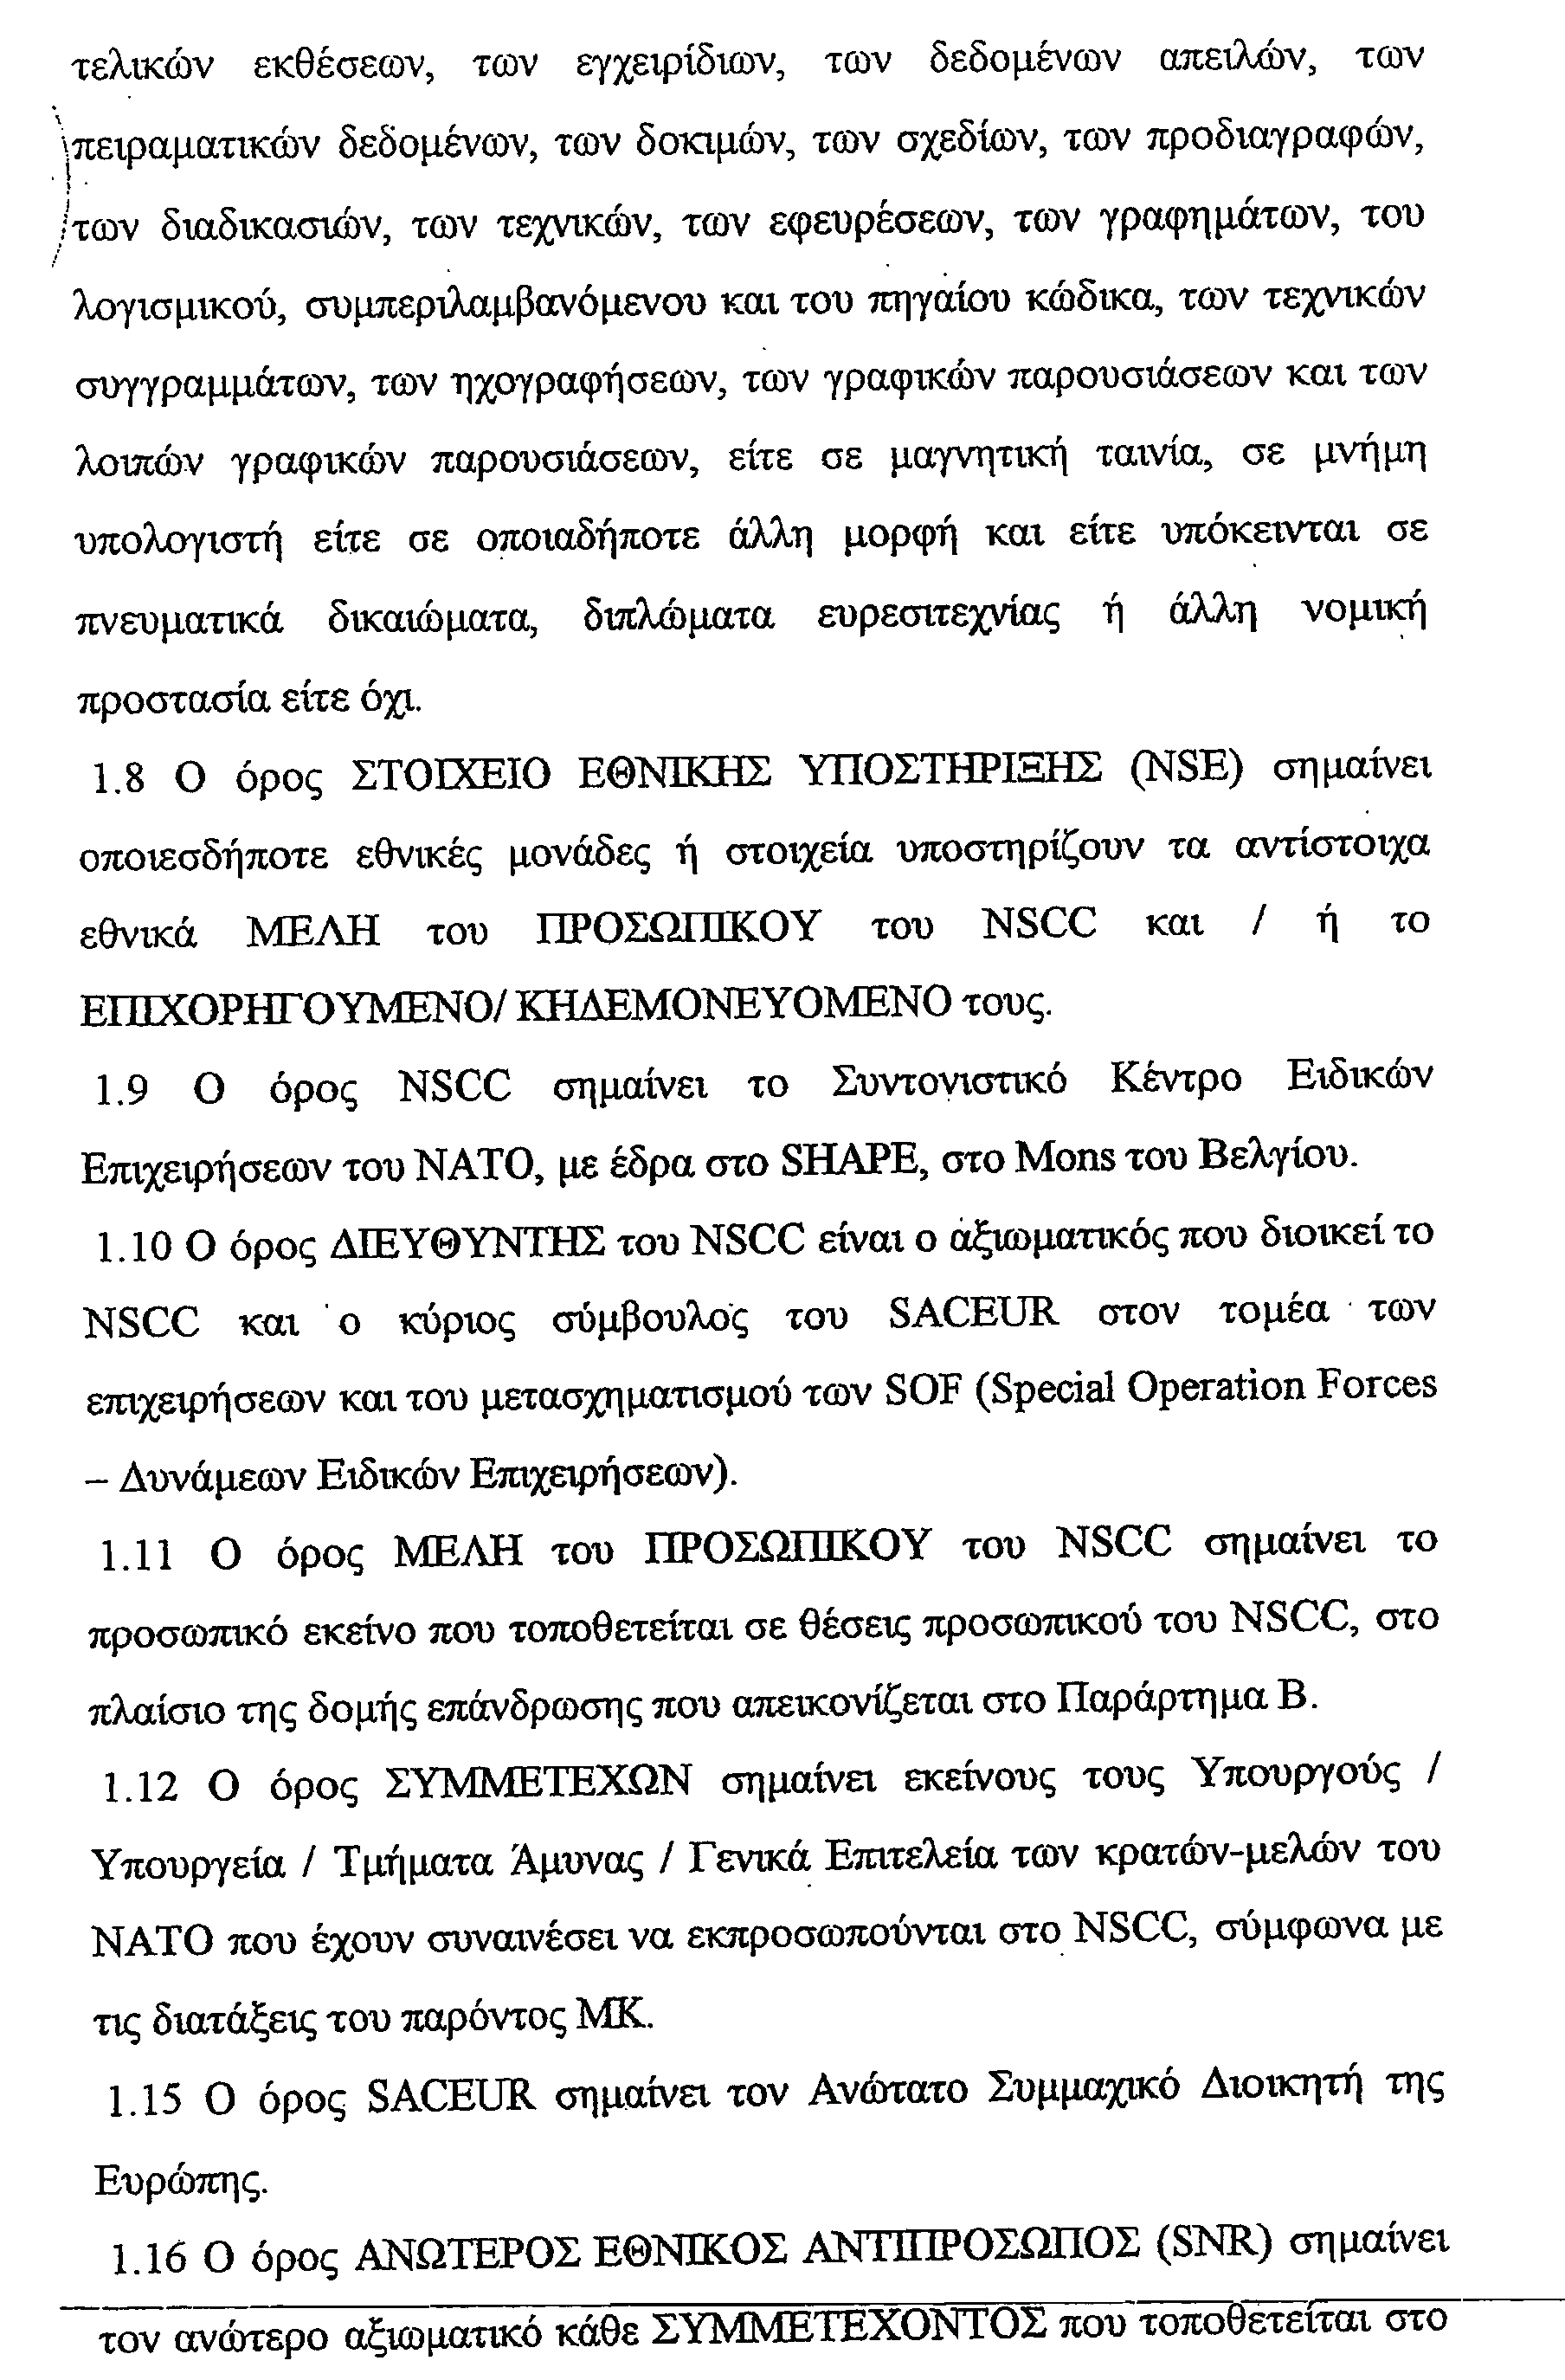 τελικών εκθέσεων, των εγχειρίδιων, των δεδομένων απειλών, των
πειραματικών δεδομένων, των δοκιμών, των σχεδίων, των προδιαγραφών,
των διαδικασιών, των τεχνικών, των εφευρέσεων, των γραφημάτων, του
λογισμικού, συμπεριλαμβανόμενου και του πηγαίου κώδικα, των τεχνικών
συγγραμμάτων, των ηχογραφήσεων, των γραφικών παρουσιάσεων και των
λοιπών γραφικών παρουσιάσεων, είτε σε μαγνητική ταινία, σε μνήμη
υπολογιστή είτε σε οποιαδήποτε άλλη μορφή και είτε υπόκεινται σε
πνευματικά δικαιώματα, διπλώματα ευρεσιτεχνίας ή άλλη νομική
προστασία είτε όχι.
1.8 Ο όρος ΣΤΟΙΧΕΙΟ ΕΘΝΙΚΗΣ ΥΠΟΣΤΗΡΙΞΗΣ (NSE) σημαίνει
οποιεσδήποτε εθνικές μονάδες ή στοιχεία υποστηρίζουν τα αντίστοιχα
εθνικά ΜΕΛΗ του ΠΡΟΣΩΠΙΚΟΥ του NSCC και / ή το
ΕΠΙΧΟΡΗΓΟΥΜΕΝΟ/ ΚΗΔΕΜΟΝΕΥΟΜΕΝΟ τους.
1.9 Ο όρος NSCC σημαίνει το Συντονιστικό Κέντρο Ειδικών
Επιχειρήσεων του ΝΑΤΟ, με έδρα στο SHAPE, στο Mons του Βελγίου.
1.10 Ο όρος ΔΙΕΥΘΥΝΤΗΣ του NSCC είναι ο αξιωματικός που διοικεί το
NSCC και ο κύριος σύμβουλος του SACEUR στον τομέα των
επιχειρήσεων και του μετασχηματισμού των SOF (Special Operation Forces
– Δυνάμεων Ειδικών Επιχειρήσεων).
1.11 Ο όρος ΜΕΛΗ του ΠΡΟΣΩΠΙΚΟΥ του NSCC σημαίνει το
προσωπικό εκείνο που τοποθετείται σε θέσεις προσωπικού του NSCC, στο
πλαίσιο της δομής επάνδρωσης που απεικονίζεται στο Παράρτημα Β.
1.12 Ο όρος ΣΥΜΜΕΤΕΧΩΝ σημαίνει εκείνους τους Υπουργούς /
Υπουργεία / Τμήματα Άμυνας / Γενικά Επιτελεία των κρατών-μελών του
ΝΑΤΟ που έχουν συναινέσει να εκπροσωπούνται στο NSCC, σύμφωνα με
τις διατάξεις του παρόντος ΜΚ.
1.15 Ο όρος SACEUR σημαίνει τον Ανώτατο Συμμαχικό Διοικητή της
Ευρώπης.
1.16 Ο όρος ΑΝΩΤΕΡΟΣ ΕΘΝΙΚΟΣ ΑΝΤΙΠΡΟΣΩΠΟΣ (SNR) σημαίνει
τον ανώτερο αξιωματικό κάθε ΣΥΜΜΕΤΕΧΟΝΤΟΣ που τοποθετείται στο